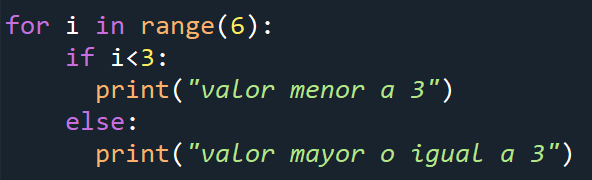 for i in range(6):
    if i<3:
      print("valor menor a 3")
    else:
      print("valor mayor o igual a 3")